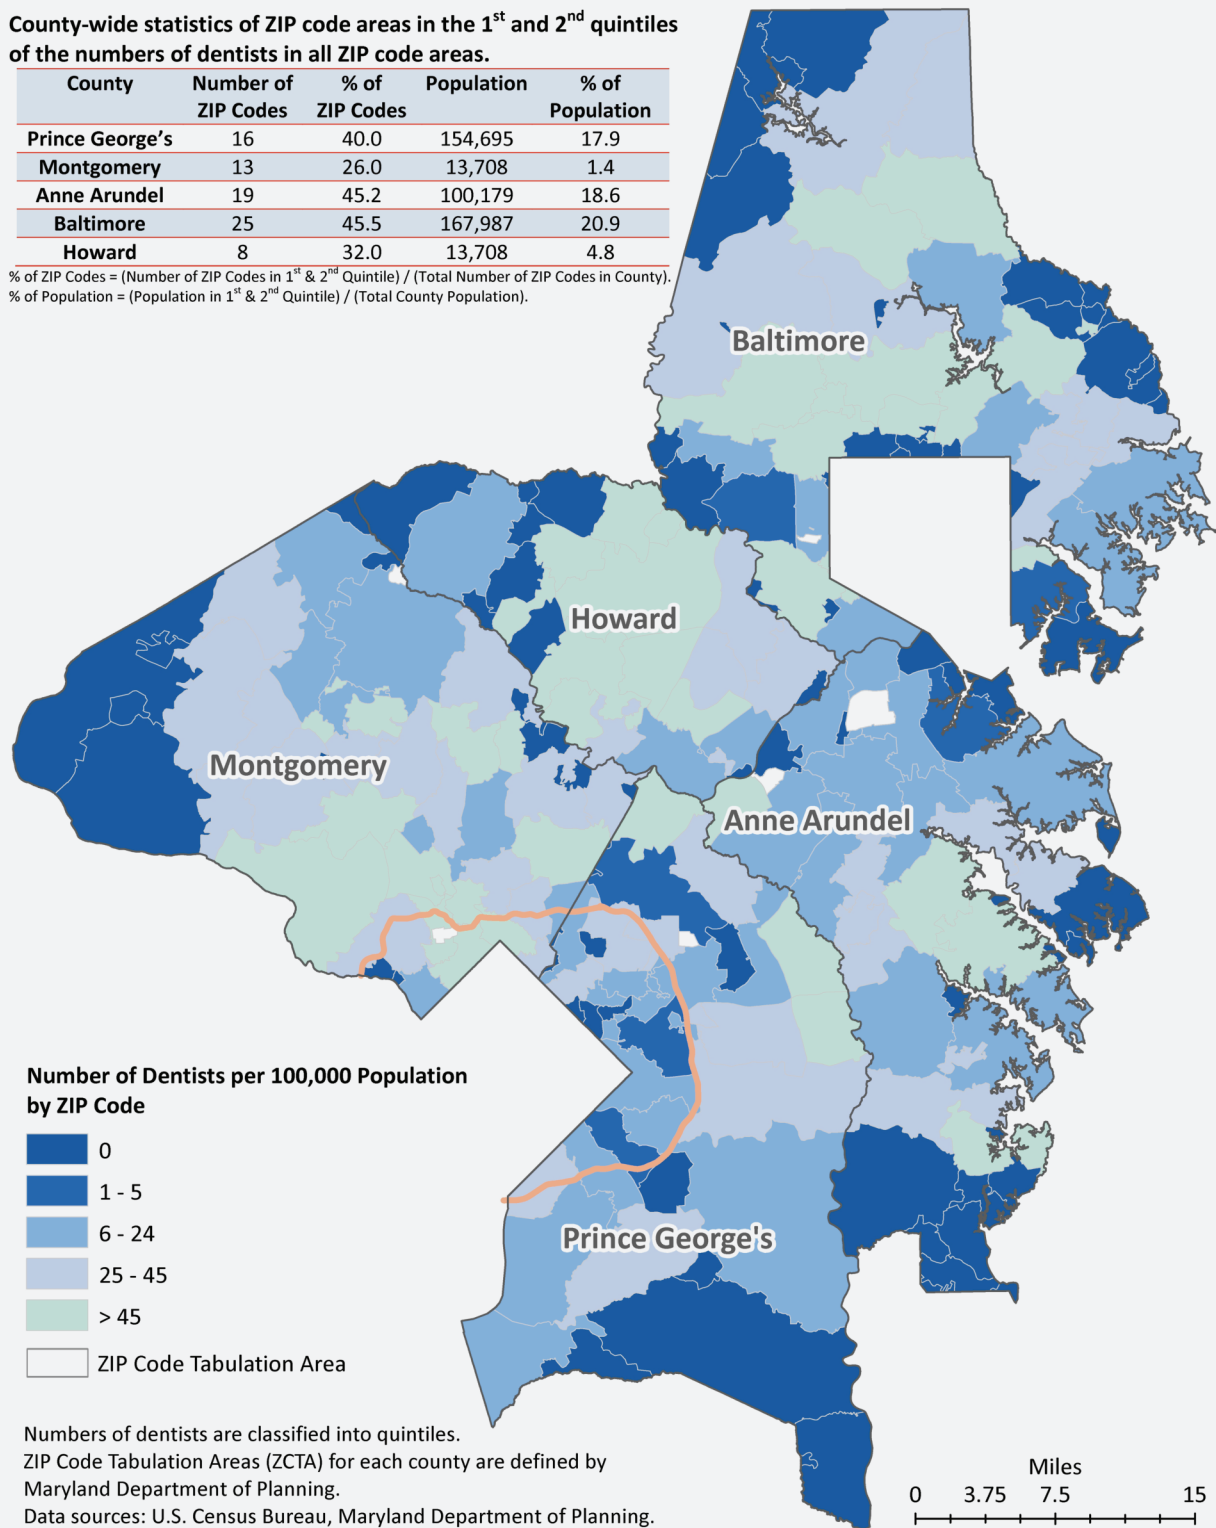 County-wide statistics of ZIP code areas in the 1st and 2nd quintiles
of the numbers of dentists in all ZIP code areas.
County Number of ZIP Codes % of ZIP Codes Population % of Population
Prince George's 16 40.0 154,695 17.9
Montgomery 13 26.0 13,708 1.4
Anne Arundel 19 45.2 100,179 18.6
Baltimore 25 45.5 167,987 20.9
Howard 8 32.0 13,708 4.8
% of ZIP Codes = (Number of ZIP Codes in 1st & 2nd Quintile) / (Total Number of ZIP Codes in County).
% of Population = (Population in 1st & 2nd Quintile) / (Total County Population).
Baltimore
Howard
Montgomery
Anne Arundel
Prince George's
Number of Dentists per 100,000 Population
by ZIP Code
0
1 - 5
6 - 24
25 - 45
> 45
ZIP Code Tabulation Area
Numbers of dentists are classified into quintiles.
ZIP Code Tabulation Areas (ZCTA) for each county are defined by
Maryland Department of Planning.
Data sources: U.S. Census Bureau, Maryland Department of Planning.
Miles
0 3.75 7.5 15